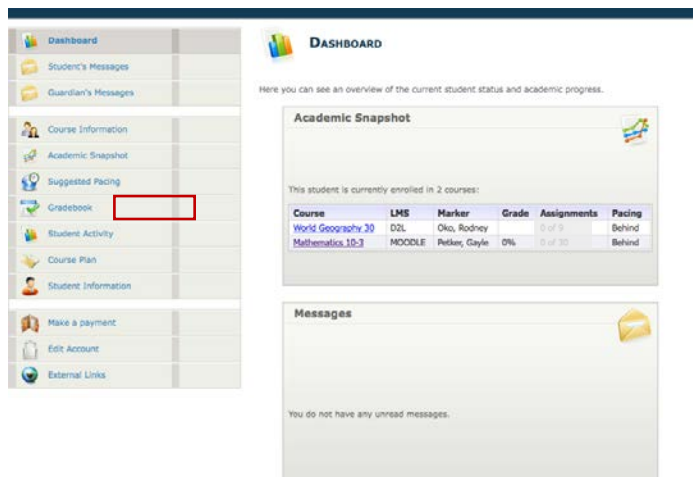 Dashboard
Student's Messages
Guardian's Messages
Course Information
Academic Snapshot
Suggested Pacing
Gradebook
Student Activity
Course Plan
Student Information
Make a payment
Edit Account
External Links
DASHBOARD
Here you can see an overview of the current student status and academic progress.
Academic Snapshot
This student is currently enrolled in 2 courses:
Course LMS Marker Grade Assignments Pacing
World Geography 30 D2L Oko, Rodney 0 of 9 Behind
Mathematics 10-3 MOODLE Petker, Gayle 0% 0 of 30 Behind
Messages
You do not have any unread messages.